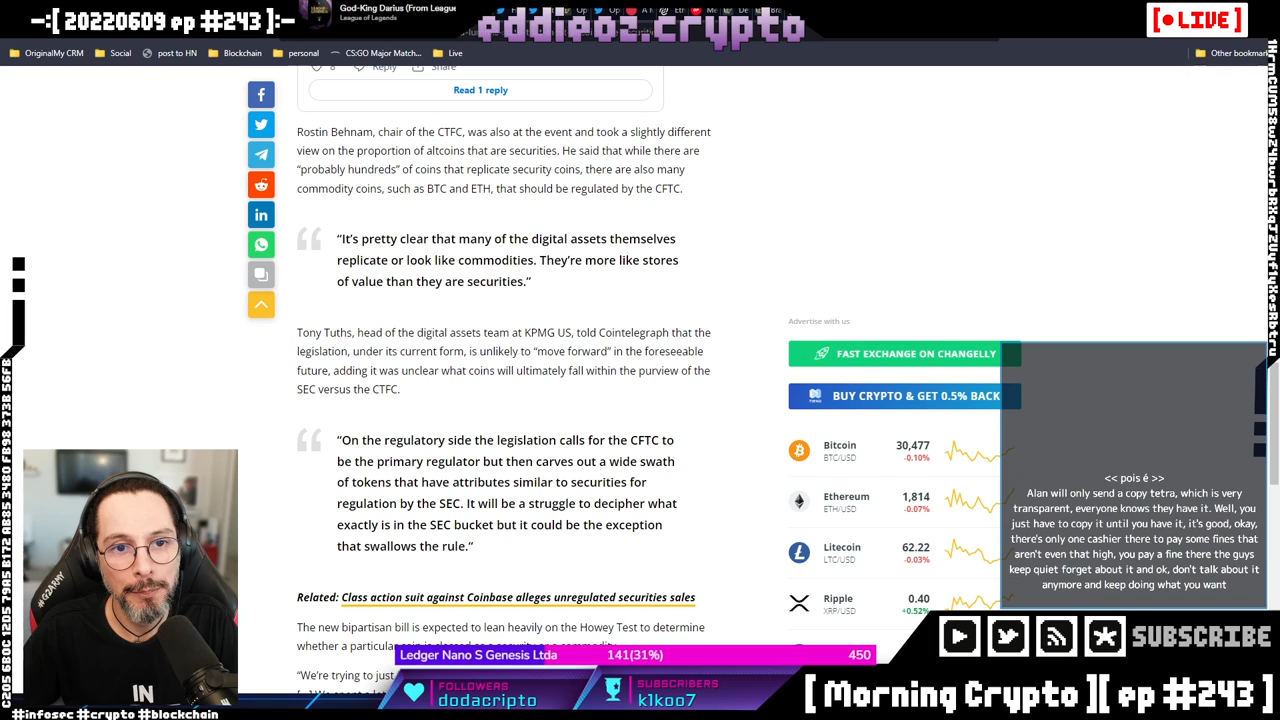 -:[ 20220609 ep #243 ]:-
God-King Darius (From League
League of Legends
eddieoz.crypto
[ ● LIVE ]
OriginalMy CRM
Social
post to HN
Blockchain
personal
CS:GO Major Match...
Live
Other bookmar
8 Reply Share
Read 1 reply
Rostin Behnam, chair of the CTFC, was also at the event and took a slightly different
view on the proportion of altcoins that are securities. He said that while there are
“probably hundreds” of coins that replicate security coins, there are also many
commodity coins, such as BTC and ETH, that should be regulated by the CFTC.
“It’s pretty clear that many of the digital assets themselves
replicate or look like commodities. They’re more like stores
of value than they are securities.“
Tony Tuths, head of the digital assets team at KPMG US, told Cointelegraph that the
legislation, under its current form, is unlikely to “move forward” in the foreseeable
future, adding it was unclear what coins will ultimately fall within the purview of the
SEC versus the CTFC.
“On the regulatory side the legislation calls for the CFTC to
be the primary regulator but then carves out a wide swath
of tokens that have attributes similar to securities for
regulation by the SEC. It will be a struggle to decipher what
exactly is in the SEC bucket but it could be the exception
that swallows the rule.“
Related: Class action suit against Coinbase alleges unregulated securities sales
The new bipartisan bill is expected to lean heavily on the Howey Test to determine
whether a particular
“We’re trying to just
Advertise with us
FAST EXCHANGE ON CHANGELLY
BUY CRYPTO & GET 0.5% BACK
Bitcoin 30,477
BTC/USD -0.10%
Ethereum 1,814
ETH/USD -0.07%
Litecoin 62.22
LTC/USD -0.03%
Ripple 0.40
XRP/USD +0.52%
<< pois é >>
Alan will only send a copy tetra, which is very
transparent, everyone knows they have it. Well, you
just have to copy it until you have it, it's good, okay,
there's only one cashier there to pay some fines that
aren't even that high, you pay a fine there the guys
keep quiet forget about it and ok, don't talk about it
anymore and keep doing what you want
SUBSCRIBE
Ledger Nano S Genesis Ltda 141(31%) 450
FOLLOWERS
dodacripto
SUBSCRIBERS
k1koo7
[ Morning Crypto ][ ep #243 ]
#infosec #crypto #blockchain